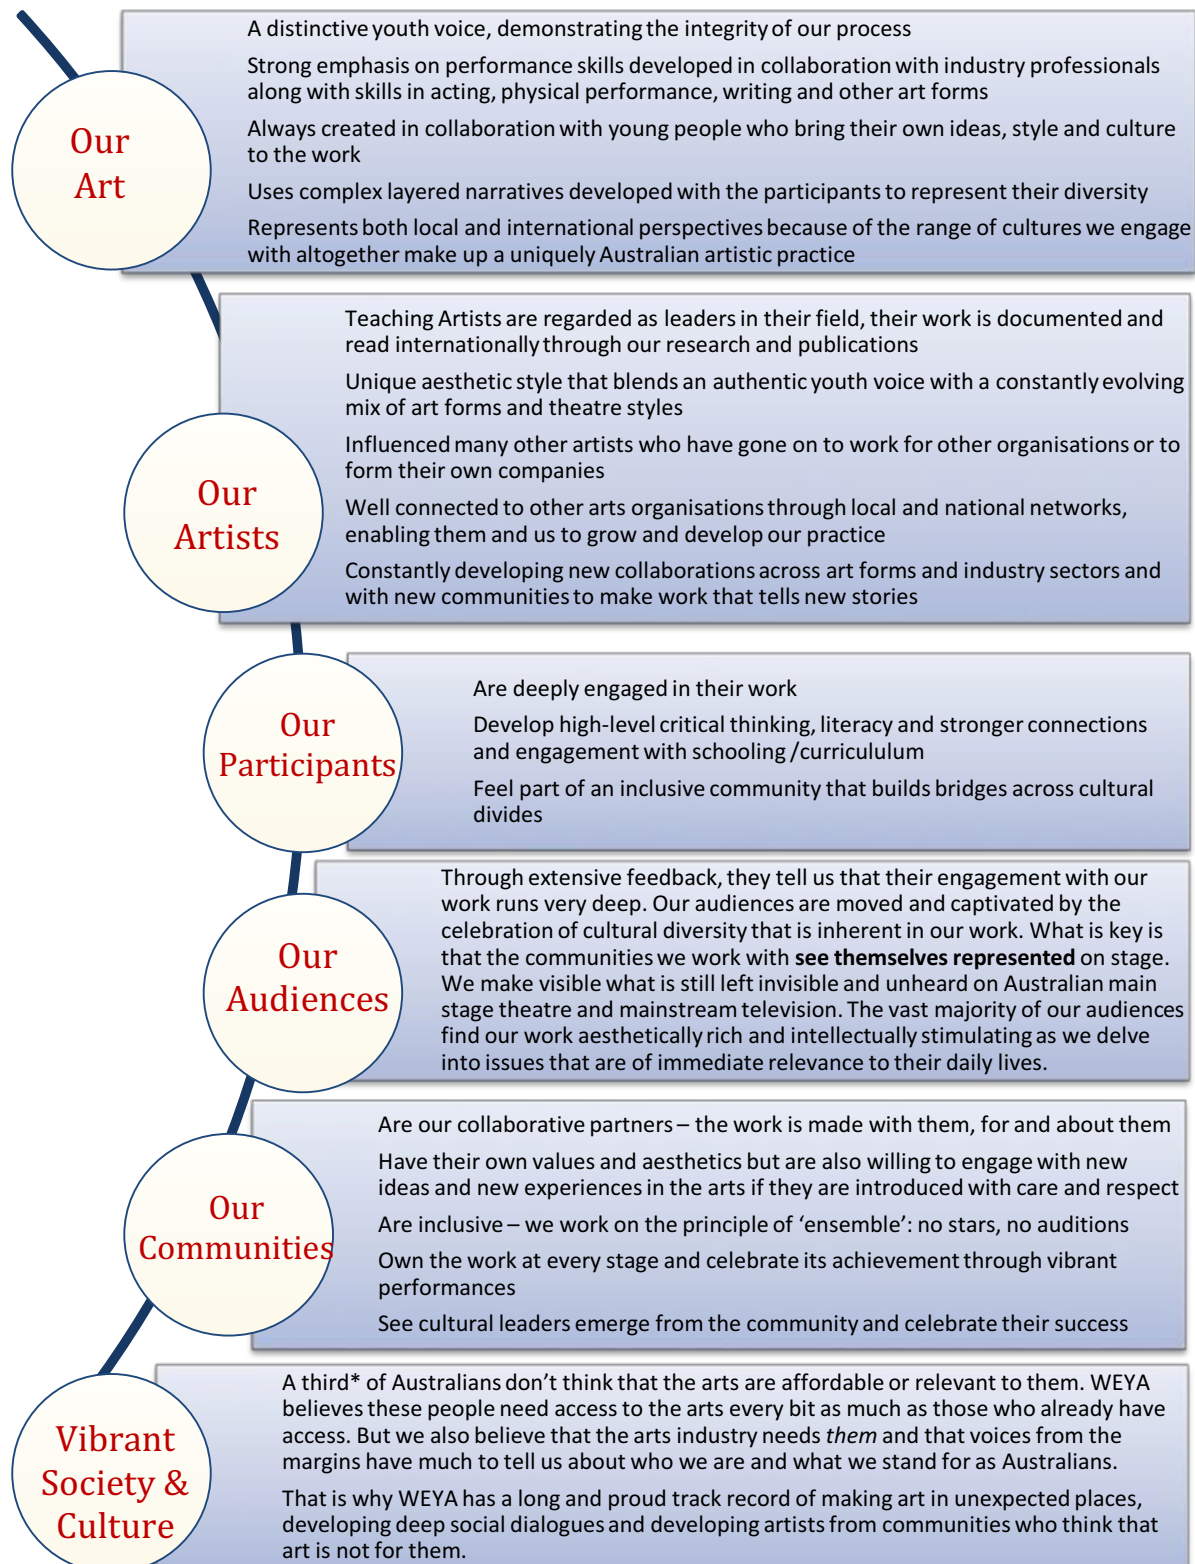 Our
Art
A distinctive youth voice, demonstrating the integrity of our process
Strong emphasis on performance skills developed in collaboration with industry professionals
along with skills in acting, physical performance, writing and other art forms
Always created in collaboration with young people who bring their own ideas, style and culture
to the work
Uses complex layered narratives developed with the participants to represent their diversity
Represents both local and international perspectives because of the range of cultures we engage
with altogether make up a uniquely Australian artistic practice
Our
Artists
Teaching Artists are regarded as leaders in their field, their work is documented and
read internationally through our research and publications
Unique aesthetic style that blends an authentic youth voice with a constantly evolving
mix of art forms and theatre styles
Influenced many other artists who have gone on to work for other organisations or to
form their own companies
Well connected to other arts organisations through local and national networks,
enabling them and us to grow and develop our practice
Constantly developing new collaborations across art forms and industry sectors and
with new communities to make work that tells new stories
Our
Participants
Are deeply engaged in their work
Develop high-level critical thinking, literacy and stronger connections
and engagement with schooling /curricululum
Feel part of an inclusive community that builds bridges across cultural
divides
Our
Audiences
Through extensive feedback, they tell us that their engagement with our
work runs very deep. Our audiences are moved and captivated by the
celebration of cultural diversity that is inherent in our work. What is key is
that the communities we work with see themselves represented on stage.
We make visible what is still left invisible and unheard on Australian main
stage theatre and mainstream television. The vast majority of our audiences
find our work aesthetically rich and intellectually stimulating as we delve
into issues that are of immediate relevance to their daily lives.
Our
Communities
Are our collaborative partners – the work is made with them, for and about them
Have their own values and aesthetics but are also willing to engage with new
ideas and new experiences in the arts if they are introduced with care and respect
Are inclusive – we work on the principle of ‘ensemble’: no stars, no auditions
Own the work at every stage and celebrate its achievement through vibrant
performances
See cultural leaders emerge from the community and celebrate their success
Vibrant
Society &
Culture
A third* of Australians don’t think that the arts are affordable or relevant to them. WEYA
believes these people need access to the arts every bit as much as those who already have
access. But we also believe that the arts industry needs them and that voices from the
margins have much to tell us about who we are and what we stand for as Australians.
That is why WEYA has a long and proud track record of making art in unexpected places,
developing deep social dialogues and developing artists from communities who think that
art is not for them.